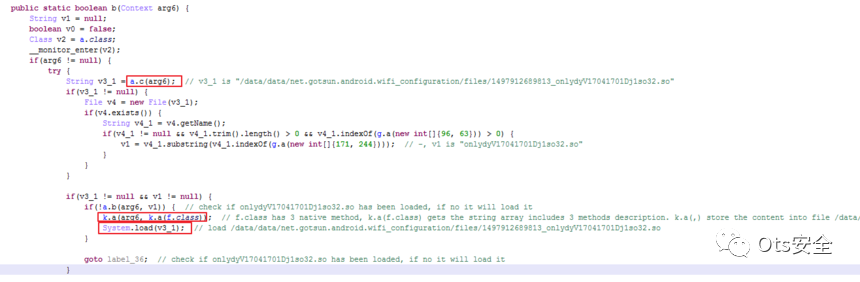 public static boolean b(Context arg6) {
String v1 = null;
boolean v0 = false;
Class v2 = a.class;
__monitor_enter(v2);
if(arg6 != null) {
try {
String v3_1 = a.c(arg6); // v3_1 is "/data/data/net.gotsun.android.wifi_configuration/files/1497912689813_onlydyV17041701Dj1so32.so"
if(v3_1 != null) {
File v4 = new File(v3_1);
if(v4.exists()) {
String v4_1 = v4.getName();
if(v4_1 != null && v4_1.trim().length() > 0 && v4_1.indexOf(g.a(new int[]{96, 63})) > 0) {
v1 = v4_1.substring(v4_1.indexOf(g.a(new int[]{171, 244}))); // -, v1 is "onlydyV17041701Dj1so32.so"
}
}
}
if(v3_1 != null && v1 != null) {
if(!a.b(arg6, v1)) { // check if onlydyV17041701Dj1so32.so has been loaded, if no it will load it
k.a(arg6, k.a(f.class)); // f.class has 3 native method, k.a(f.class) gets the string array includes 3 methods description. k.a(,) store the content into file /data/
System.load(v3_1); // load /data/data/net.gotsun.android.wifi_configuration/files/1497912689813_onlydyV17041701Dj1so32.so
}
goto label_36; // check if onlydyV17041701Dj1so32.so has been loaded, if no it will load it
}
Ots安全